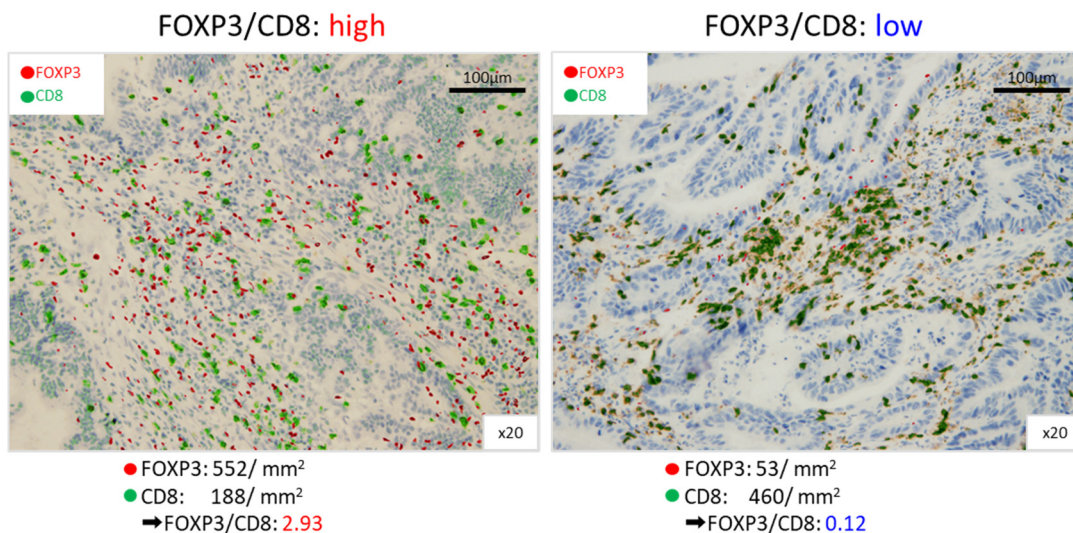 FOXP3/CD8: high
FOXP3
CD8
100μm
x20
FOXP3: 552/ mm²
CD8: 188/ mm²
➡FOXP3/CD8: 2.93
FOXP3/CD8: low
FOXP3
CD8
100μm
x20
FOXP3: 53/ mm²
CD8: 460/ mm²
➡FOXP3/CD8: 0.12